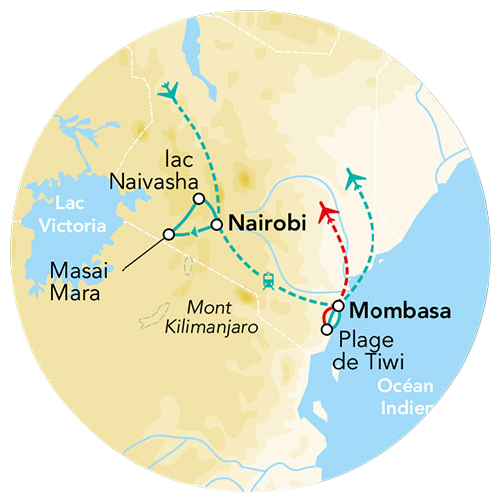 lac
Naivasha
Lac
Victoria
Nairobi
Masai
Mara
Mont
Kilimanjaro
Mombasa
Plage
de Tiwi
Océan
Indien